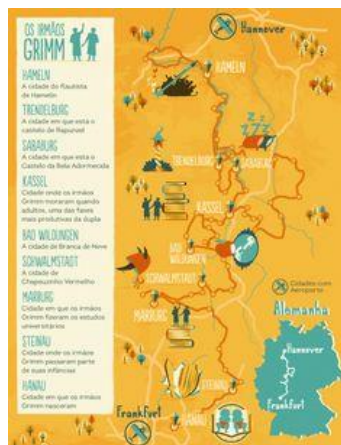 OS IRMÃOS
GRIMM
HAMELN
A cidade do flautista
de Hamelin
TRENDELBURG
A cidade em que esta o
castelo de Rapunzel
SABABURG
A cidade em que esta o
Castelo da Bela Adormecida
KASSEL
Cidade onde os irmãos
Grimm moraram quando
adultos, uma das fases
mais produtivas da dupla
BAD WILDUNGEN
A cidade de Branca de Neve
SCHWALMSTADT
A cidade de
Chapeuzinho Vermelho
MARBURG
Cidade em que os irmãos
Grimm fizeram os estudos
universitários
STEINAU
Cidade onde os irmãos
Grimm passaram parte
de suas infâncias
HANAU
Cidade em que os irmãos
Grimm nasceram
Hannover
HAMELN
ZZ
ZZZ
TRENDELBURG
SABABURG
KASSEL
BAD
WILDUNGEN
SCHWALMSTADT
MARBURG
STEINAU
HANAU
Frankfurt
Cidades com
Aeroporto
Alemanha
Hannover
Frankfurt